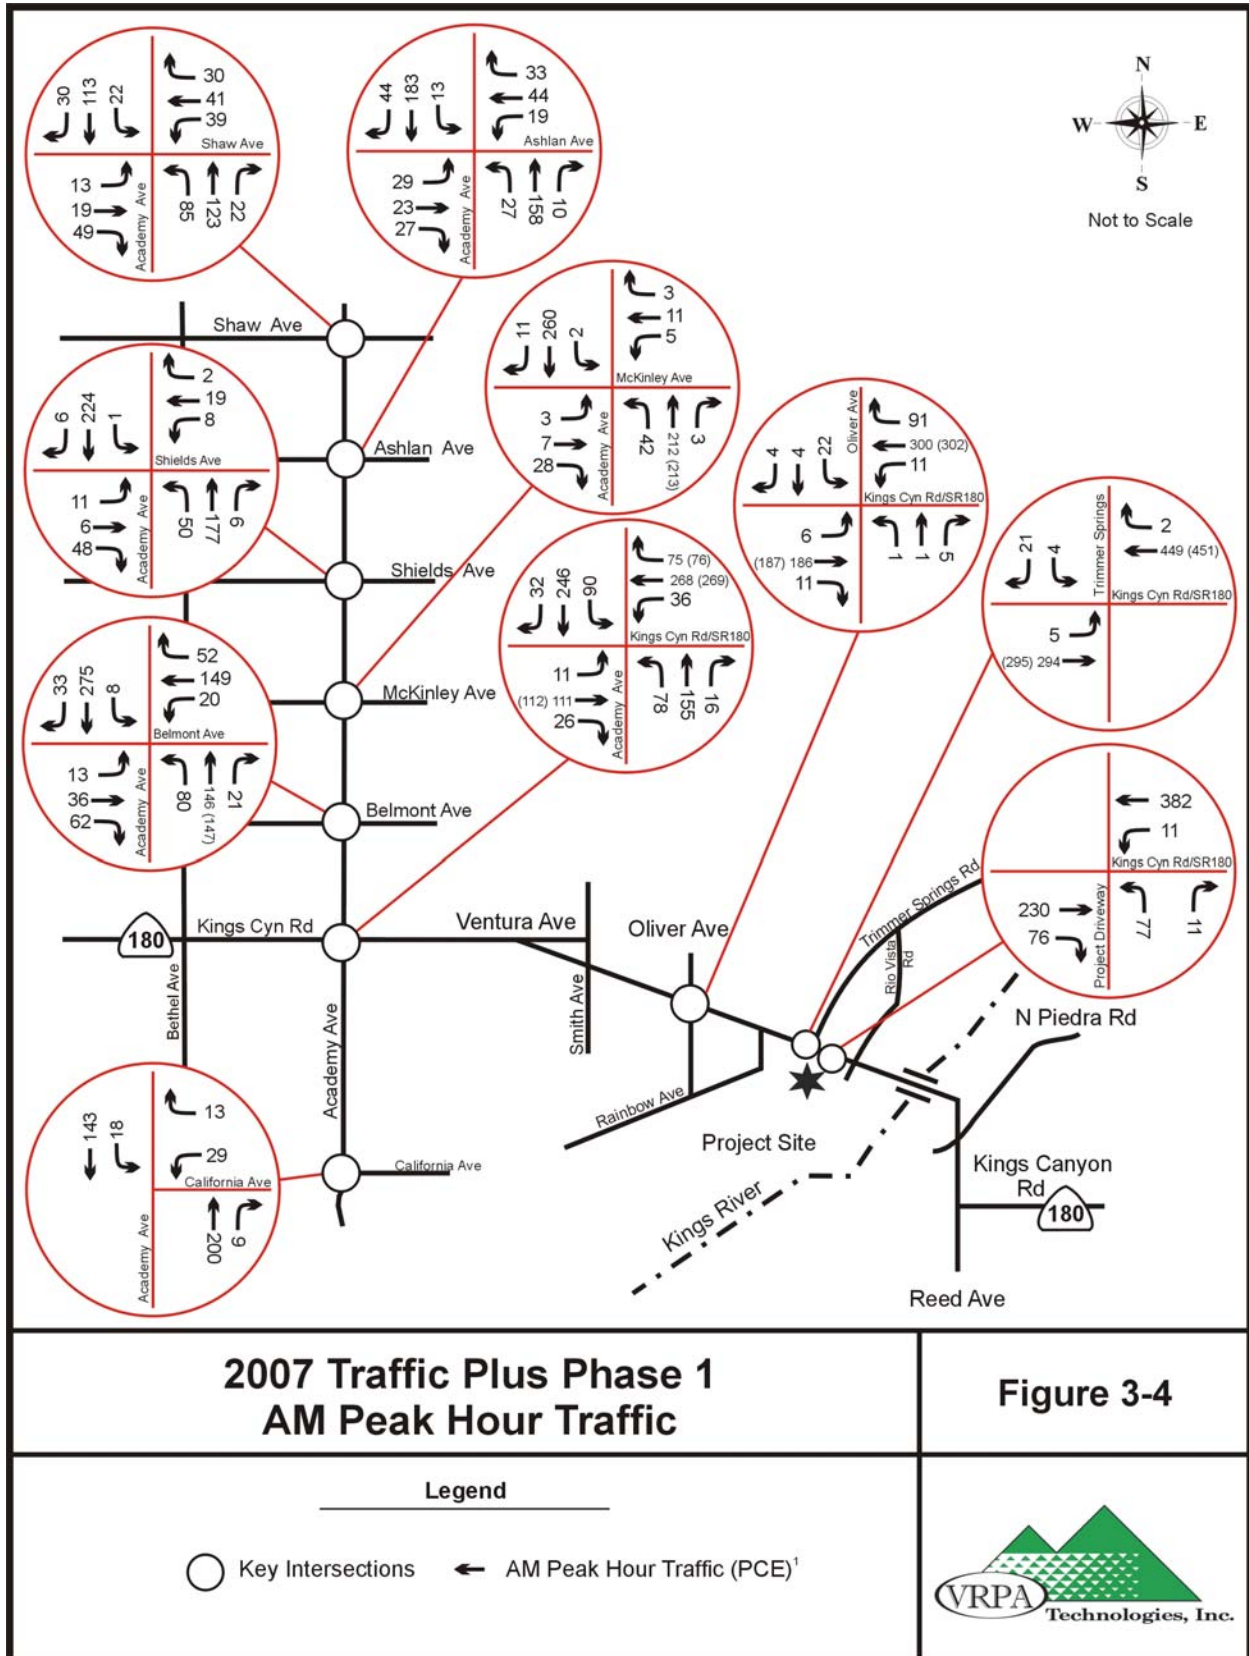 30
113
22
30
41
39
Shaw Ave
13
19
49
Academy Ave
85
123
22
44
183
13
33
44
19
Ashlan Ave
29
23
27
Academy Ave
27
158
10
N
W
E
S
Not to Scale
Shaw Ave
11
260
2
3
11
5
McKinley Ave
3
7
28
Academy Ave
42
212 (213)
3
6
224
1
2
19
8
Shields Ave
11
6
48
Academy Ave
50
177
6
Ashlan Ave
4
4
22
Oliver Ave
91
300 (302)
11
Kings Cyn Rd/SR180
6
(187) 186
11
1
1
5
21
4
Trimmer Springs
2
449 (451)
Kings Cyn Rd/SR180
5
(295) 294
Shields Ave
32
246
90
75 (76)
268 (269)
36
Kings Cyn Rd/SR180
11
(112) 111
26
Academy Ave
78
155
16
33
275
8
52
149
20
Belmont Ave
13
36
62
Academy Ave
80
146 (147)
21
McKinley Ave
Belmont Ave
382
11
Kings Cyn Rd/SR180
230
76
Project Driveway
77
11
180
Kings Cyn Rd
Ventura Ave
Oliver Ave
Trimmer Springs Rd
Rio Vista
Rd
Bethel Ave
Academy Ave
Smith Ave
N Piedra Rd
Rainbow Ave
Project Site
Kings River
Kings Canyon
Rd
180
Reed Ave
143
18
13
29
California Ave
Academy Ave
200
9
California Ave
2007 Traffic Plus Phase 1
AM Peak Hour Traffic
Figure 3-4
Legend
Key Intersections
AM Peak Hour Traffic (PCE)¹
VRPA
Technologies, Inc.